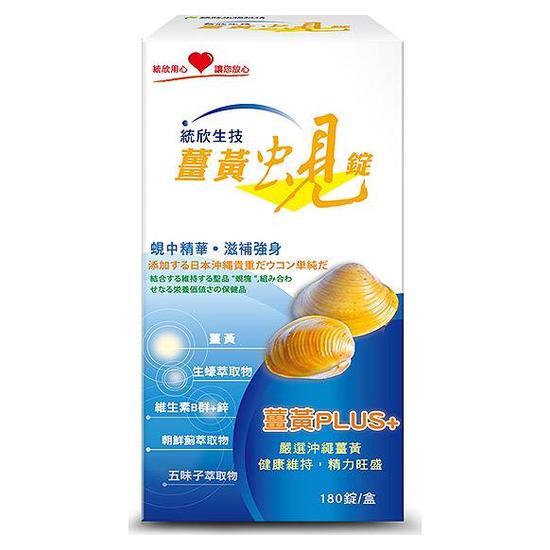 統欣用心 讓您放心
統欣生技
薑黃蜆錠
蜆中精華・滋補強身
添加する日本沖縄貴重だウコン単純だ
結合する維持する聖品"蜆塊",組み合わ
せなる栄養価値さの保健品
薑黃
生蠔萃取物
維生素B群+鋅
朝鮮薊萃取物
五味子萃取物
薑黃PLUS+
嚴選沖繩薑黃
健康維持，精力旺盛
180錠/盒